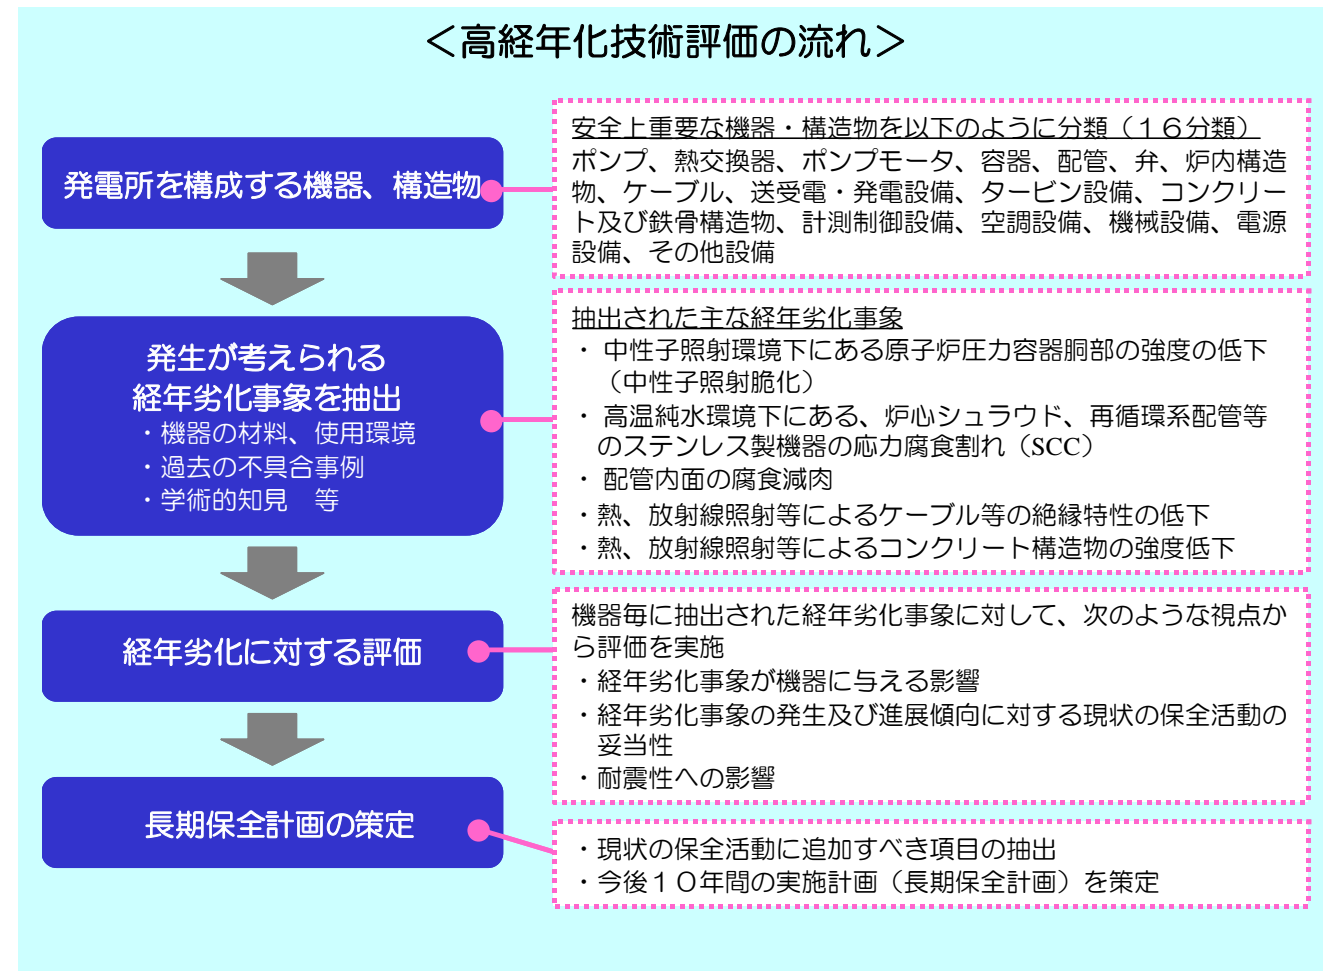 ＜高経年化技術評価の流れ＞
発電所を構成する機器、構造物
安全上重要な機器・構造物を以下のように分類（１６分類）
ポンプ、熱交換器、ポンプモータ、容器、配管、弁、炉内構造
物、ケーブル、送受電・発電設備、タービン設備、コンクリー
ト及び鉄骨構造物、計測制御設備、空調設備、機械設備、電源
設備、その他設備
発生が考えられる
経年劣化事象を抽出
・機器の材料、使用環境
・過去の不具合事例
・学術的知見　等
抽出された主な経年劣化事象
・ 中性子照射環境下にある原子炉圧力容器胴部の強度の低下
（中性子照射脆化）
・ 高温純水環境下にある、炉心シュラウド、再循環系配管等
のステンレス製機器の応力腐食割れ（SCC）
・ 配管内面の腐食減肉
・熱、放射線照射等によるケーブル等の絶縁特性の低下
・熱、放射線照射等によるコンクリート構造物の強度低下
経年劣化に対する評価
機器毎に抽出された経年劣化事象に対して、次のような視点か
ら評価を実施
・経年劣化事象が機器に与える影響
・経年劣化事象の発生及び進展傾向に対する現状の保全活動の
妥当性
・耐震性への影響
長期保全計画の策定
・現状の保全活動に追加すべき項目の抽出
・今後１０年間の実施計画（長期保全計画）を策定